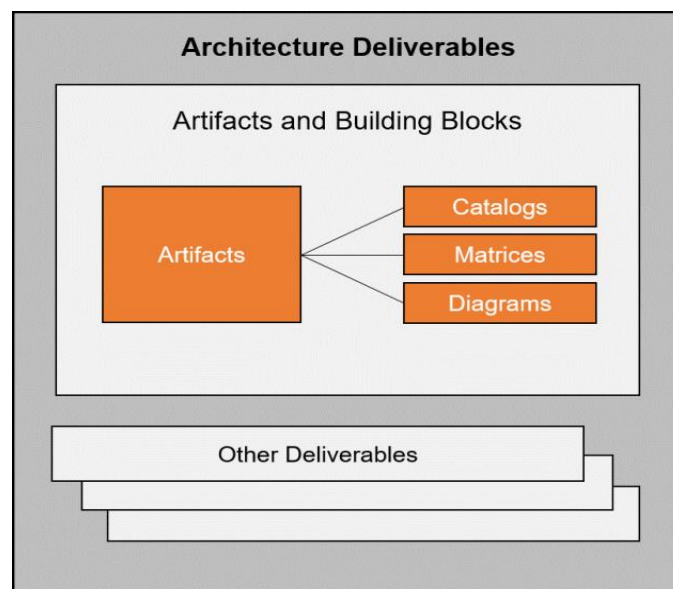 Architecture Deliverables
Artifacts and Building Blocks
Artifacts
Catalogs
Matrices
Diagrams
Other Deliverables